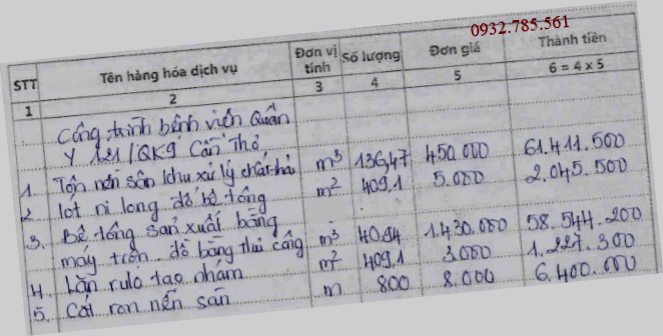 0932.785.561
STT Tên hàng hóa dịch vụ Đơn vị tính Số lượng Đơn giá Thành tiền
1 2 3 4 5 6 = 4 x 5
Công trình bệnh viện Quân
Y 121/QK9 Cần Thơ,
1 Tôn nền sân khu xử lý chất thải m³ 136,47 450.000 61.411.500
2 lót ni long đổ bê tông m² 409,1 5.000 2.045.500
3. Bê tông sản xuất bằng
máy trộn đổ bằng thủ công m³ 40.94 1.430.000 58.544.200
4. Lăn rulo tạo nhám m² 409,1 3.000 1.227.300
5. Cắt ron nền sân m 800 8.000 6.400.000